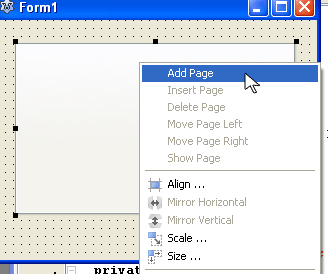 Form1
Add Page
Insert Page
Delete Page
Move Page Left
Move Page Right
Show Page
Align ...
Mirror Horizontal
Mirror Vertical
Scale ...
Size ...
privat